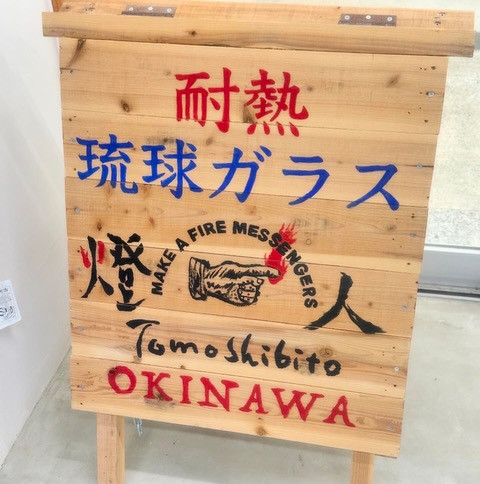 耐熱
琉球ガラス
MAKE A FIRE MESSENGERS
燈人
Tomoshibito
OKINAWA